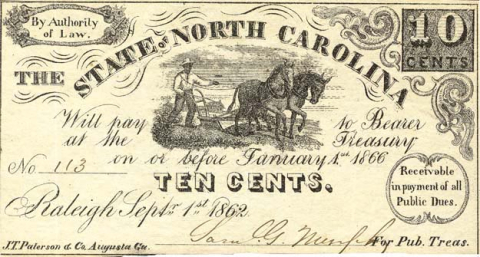 By Authority
of Law.
10
CENTS
THE STATE OF NORTH CAROLINA
Will pay to Bearer
at the Treasury
No 113 on or before January 1.st 1866
TEN CENTS.
Receivable
in payment of all
Public Dues.
Raleigh Septr. 1st 1862.
For Pub. Treas.
J.T. Paterson & Co. Augusta Ga.